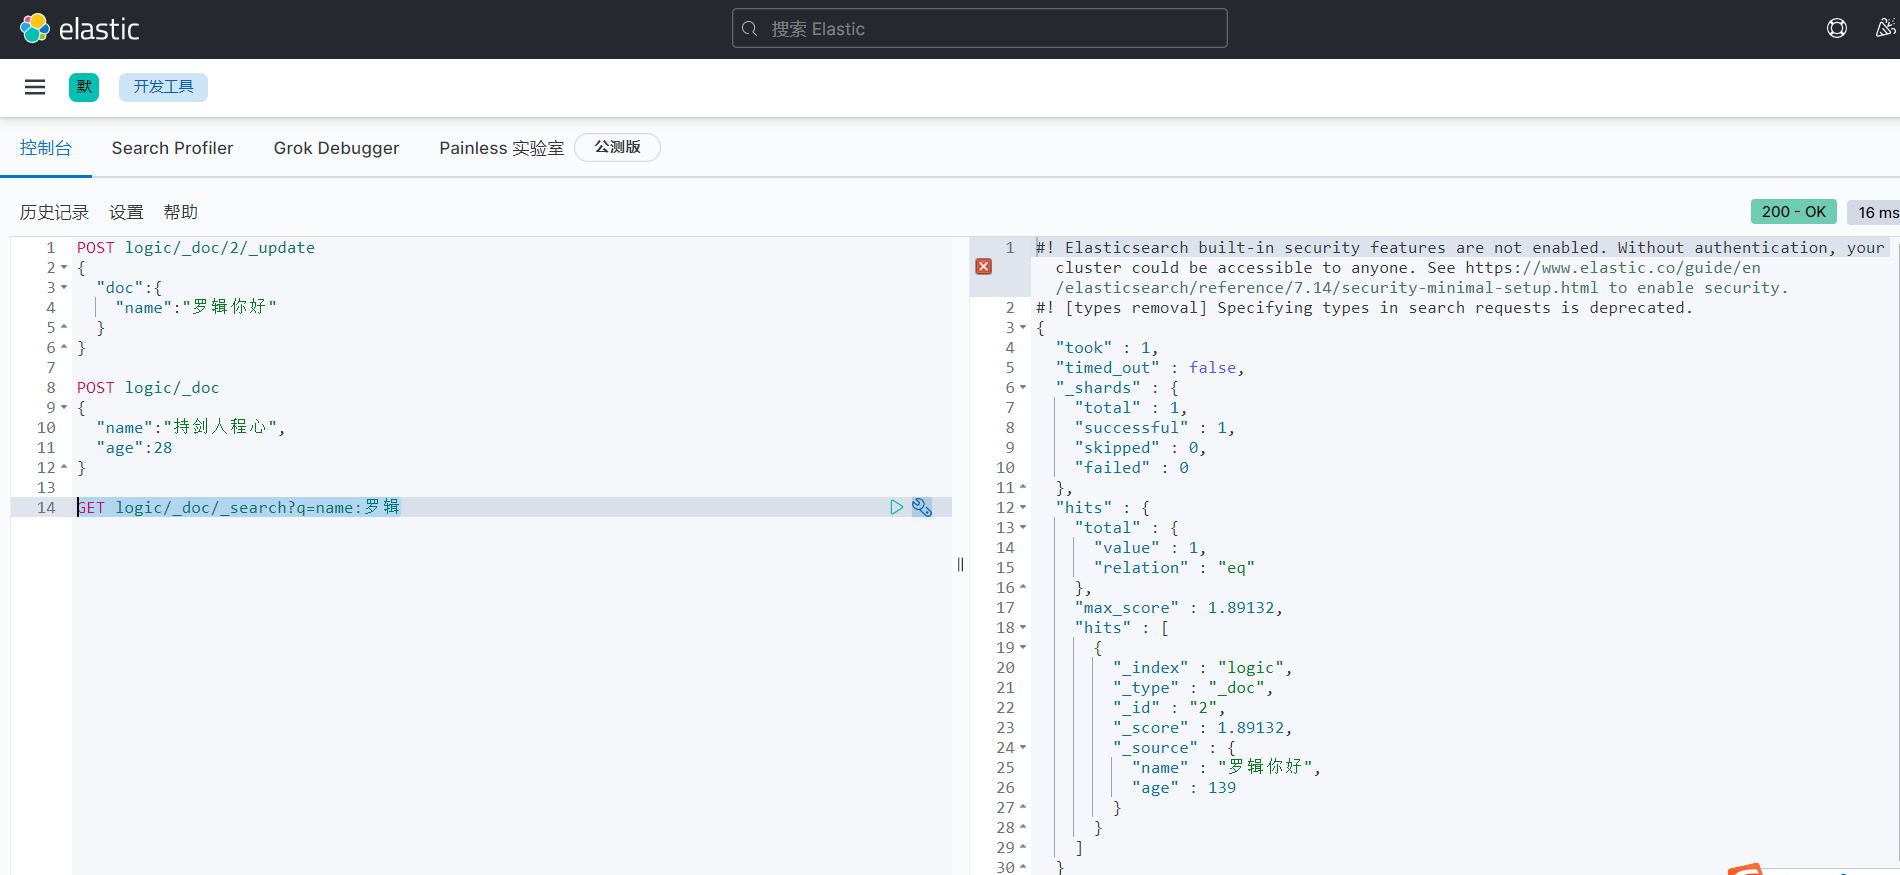 elastic
搜索 Elastic
默 开发工具
控制台 Search Profiler Grok Debugger Painless 实验室 公测版
历史记录 设置 帮助
200 - OK 16 ms
1 POST logic/_doc/2/_update
2 {
3 "doc":{
4 "name":"罗辑你好"
5 }
6 }
7
8 POST logic/_doc
9 {
10 "name":"持剑人程心",
11 "age":28
12 }
13
14 GET logic/_doc/_search?q=name:罗辑
1 #! Elasticsearch built-in security features are not enabled. Without authentication, your
cluster could be accessible to anyone. See https://www.elastic.co/guide/en
/elasticsearch/reference/7.14/security-minimal-setup.html to enable security.
2 #! [types removal] Specifying types in search requests is deprecated.
3 {
4 "took" : 1,
5 "timed_out" : false,
6 "_shards" : {
7 "total" : 1,
8 "successful" : 1,
9 "skipped" : 0,
10 "failed" : 0
11 },
12 "hits" : {
13 "total" : {
14 "value" : 1,
15 "relation" : "eq"
16 },
17 "max_score" : 1.89132,
18 "hits" : [
19 {
20 "_index" : "logic",
21 "_type" : "_doc",
22 "_id" : "2",
23 "_score" : 1.89132,
24 "_source" : {
25 "name" : "罗辑你好",
26 "age" : 139
27 }
28 }
29 ]
30 }